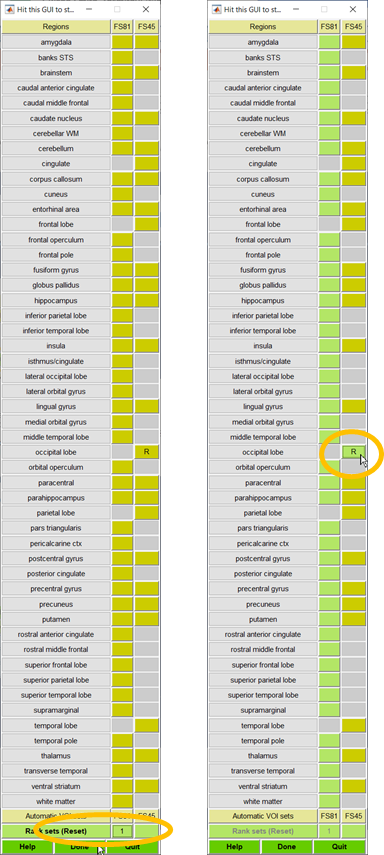 Hit this GUI to st...
Regions FS81 FS45
amygdala
banks STS
brainstem
caudal anterior cingulate
caudal middle frontal
caudate nucleus
cerebellar WM
cerebellum
cingulate
corpus callosum
cuneus
entorhinal area
frontal lobe
frontal operculum
frontal pole
fusiform gyrus
globus pallidus
hippocampus
inferior parietal lobe
inferior temporal lobe
insula
isthmus/cingulate
lateral occipital lobe
lateral orbital gyrus
lingual gyrus
medial orbital gyrus
middle temporal lobe
occipital lobe R
orbital operculum
paracentral
parahippocampus
parietal lobe
pars triangularis
pericalcarine ctx
postcentral gyrus
posterior cingulate
precentral gyrus
precuneus
putamen
rostral anterior cingulate
rostral middle frontal
superior frontal lobe
superior parietal lobe
superior temporal lobe
supramarginal
temporal lobe
temporal pole
thalamus
transverse temporal
ventral striatum
white matter
Automatic VOI sets FS81 FS45
Rank sets (Reset) 1
Help Done Quit
Hit this GUI to st...
Regions FS81 FS45
amygdala
banks STS
brainstem
caudal anterior cingulate
caudal middle frontal
caudate nucleus
cerebellar WM
cerebellum
cingulate
corpus callosum
cuneus
entorhinal area
frontal lobe
frontal operculum
frontal pole
fusiform gyrus
globus pallidus
hippocampus
inferior parietal lobe
inferior temporal lobe
insula
isthmus/cingulate
lateral occipital lobe
lateral orbital gyrus
lingual gyrus
medial orbital gyrus
middle temporal lobe
occipital lobe R
orbital operculum
paracentral
parahippocampus
parietal lobe
pars triangularis
pericalcarine ctx
postcentral gyrus
posterior cingulate
precentral gyrus
precuneus
putamen
rostral anterior cingulate
rostral middle frontal
superior frontal lobe
superior parietal lobe
superior temporal lobe
supramarginal
temporal lobe
temporal pole
thalamus
transverse temporal
ventral striatum
white matter
Automatic VOI sets FS81 FS45
Rank sets (Reset) 1
Help Done Quit